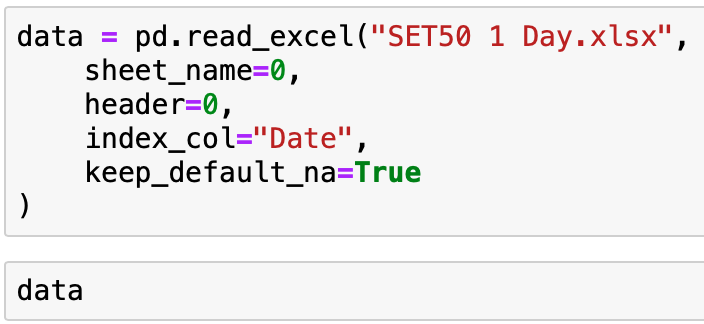 data = pd.read_excel("SET50 1 Day.xlsx",
    sheet_name=0,
    header=0,
    index_col="Date",
    keep_default_na=True
)
data